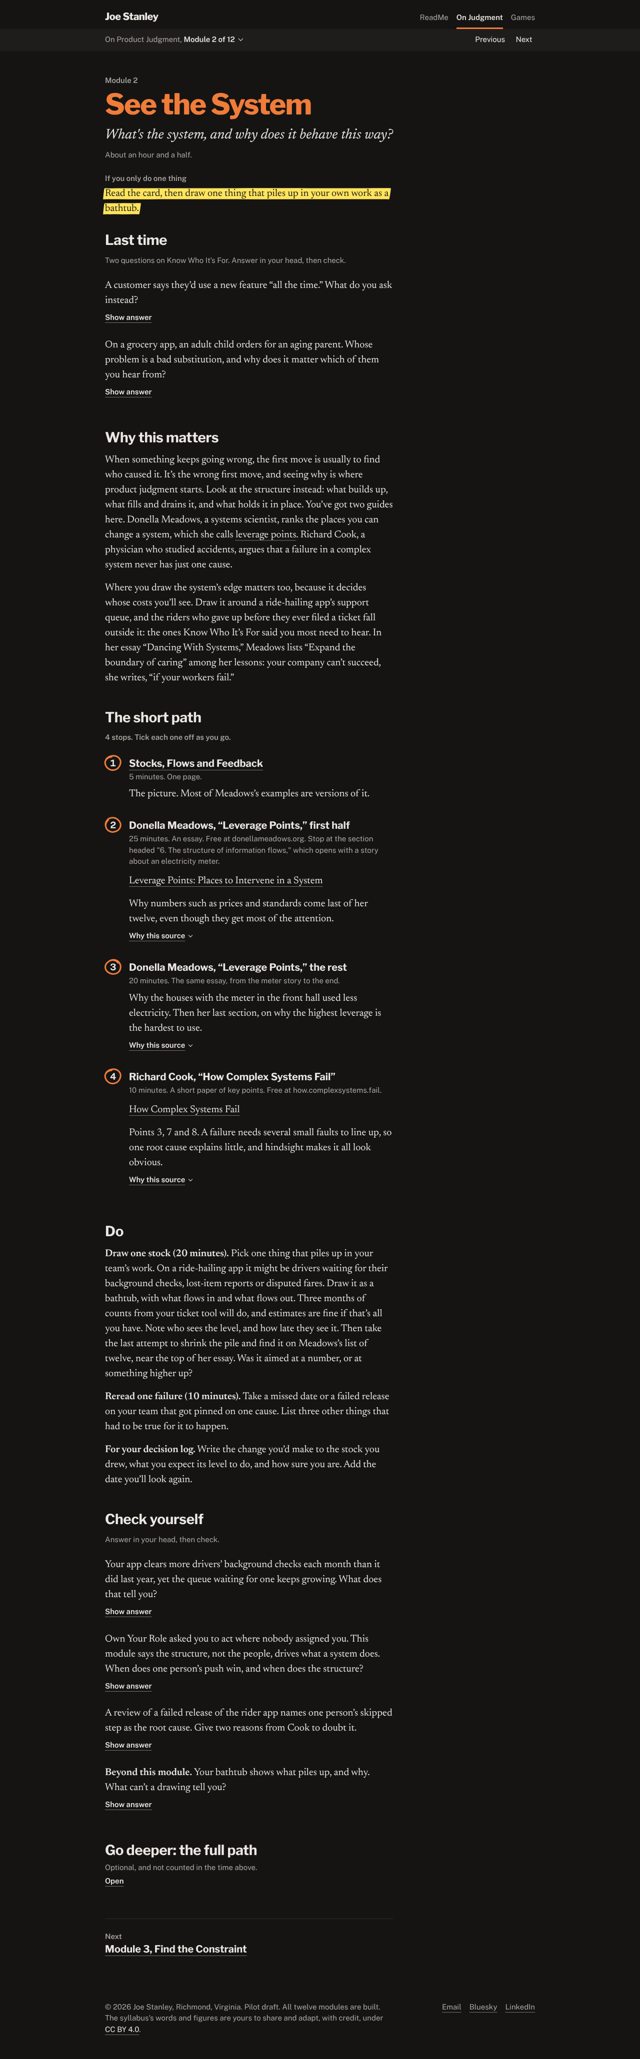 Joe Stanley
ReadMe On Judgment Games
On Product Judgment, Module 2 of 12
Previous Next
Module 2
See the System
What's the system, and why does it behave this way?
About an hour and a half.
If you only do one thing
Read the card, then draw one thing that piles up in your own work as a
bathtub.
Last time
Two questions on Know Who It's For. Answer in your head, then check.
A customer says they'd use a new feature “all the time.” What do you ask
instead?
Show answer
On a grocery app, an adult child orders for an aging parent. Whose
problem is a bad substitution, and why does it matter which of them
you hear from?
Show answer
Why this matters
When something keeps going wrong, the first move is usually to find
who caused it. It's the wrong first move, and seeing why is where
product judgment starts. Look at the structure instead: what builds up,
what fills and drains it, and what holds it in place. You've got two guides
here. Donella Meadows, a systems scientist, ranks the places you can
change a system, which she calls leverage points. Richard Cook, a
physician who studied accidents, argues that a failure in a complex
system never has just one cause.
Where you draw the system's edge matters too, because it decides
whose costs you'll see. Draw it around a ride-hailing app's support
queue, and the riders who gave up before they ever filed a ticket fall
outside it: the ones Know Who It's For said you most need to hear. In
her essay “Dancing With Systems,” Meadows lists “Expand the
boundary of caring” among her lessons: your company can't succeed,
she writes, “if your workers fail.”
The short path
4 stops. Tick each one off as you go.
1 Stocks, Flows and Feedback
5 minutes. One page.
The picture. Most of Meadows's examples are versions of it.
2 Donella Meadows, “Leverage Points,” first half
25 minutes. An essay. Free at donellameadows.org. Stop at the section
headed "6. The structure of information flows," which opens with a story
about an electricity meter.
Leverage Points: Places to Intervene in a System
Why numbers such as prices and standards come last of her
twelve, even though they get most of the attention.
Why this source
3 Donella Meadows, “Leverage Points,” the rest
20 minutes. The same essay, from the meter story to the end.
Why the houses with the meter in the front hall used less
electricity. Then her last section, on why the highest leverage is
the hardest to use.
Why this source
4 Richard Cook, “How Complex Systems Fail”
10 minutes. A short paper of key points. Free at how.complexsystems.fail.
How Complex Systems Fail
Points 3, 7 and 8. A failure needs several small faults to line up, so
one root cause explains little, and hindsight makes it all look
obvious.
Why this source
Do
Draw one stock (20 minutes). Pick one thing that piles up in your
team's work. On a ride-hailing app it might be drivers waiting for their
background checks, lost-item reports or disputed fares. Draw it as a
bathtub, with what flows in and what flows out. Three months of
counts from your ticket tool will do, and estimates are fine if that's all
you have. Note who sees the level, and how late they see it. Then take
the last attempt to shrink the pile and find it on Meadows's list of
twelve, near the top of her essay. Was it aimed at a number, or at
something higher up?
Reread one failure (10 minutes). Take a missed date or a failed release
on your team that got pinned on one cause. List three other things that
had to be true for it to happen.
For your decision log. Write the change you'd make to the stock you
drew, what you expect its level to do, and how sure you are. Add the
date you'll look again.
Check yourself
Answer in your head, then check.
Your app clears more drivers' background checks each month than it
did last year, yet the queue waiting for one keeps growing. What does
that tell you?
Show answer
Own Your Role asked you to act where nobody assigned you. This
module says the structure, not the people, drives what a system does.
When does one person's push win, and when does the structure?
Show answer
A review of a failed release of the rider app names one person's skipped
step as the root cause. Give two reasons from Cook to doubt it.
Show answer
Beyond this module. Your bathtub shows what piles up, and why.
What can't a drawing tell you?
Show answer
Go deeper: the full path
Optional, and not counted in the time above.
Open
Next
Module 3, Find the Constraint
© 2026 Joe Stanley, Richmond, Virginia. Pilot draft. All twelve modules are built.
The syllabus's words and figures are yours to share and adapt, with credit, under
CC BY 4.0.
Email Bluesky LinkedIn